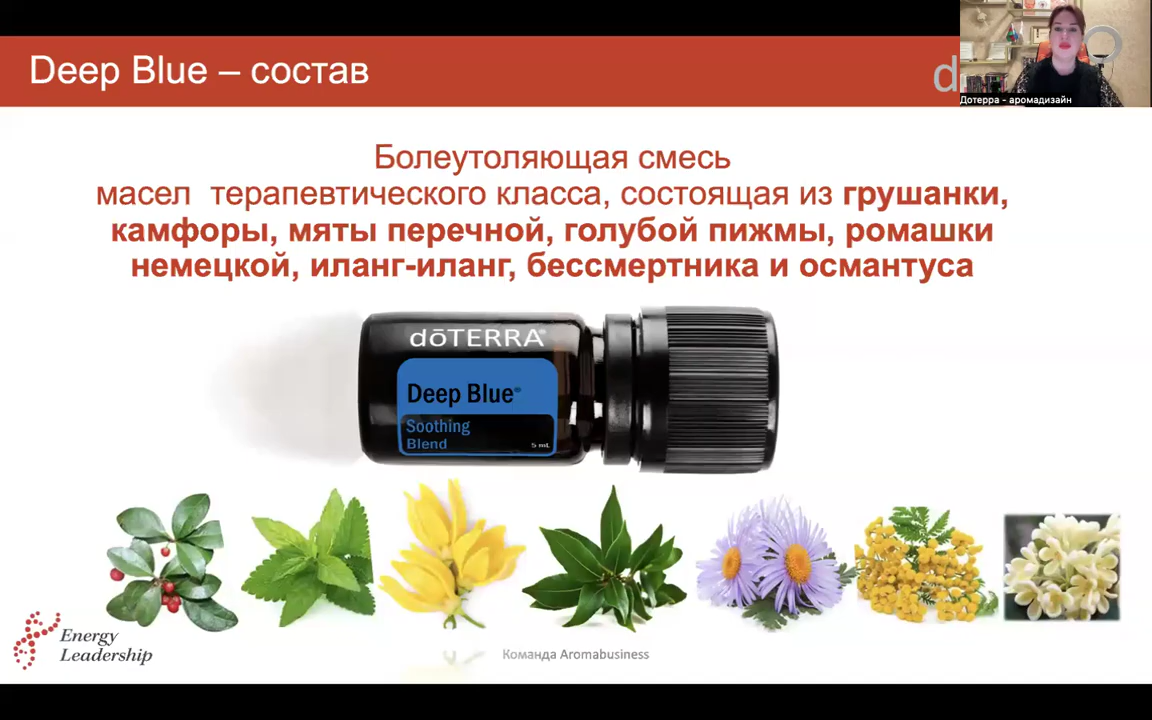 Deep Blue – состав
d
Дотерра - аромадизайн
Болеутоляющая смесь
масел терапевтического класса, состоящая из грушанки,
камфоры, мяты перечной, голубой пижмы, ромашки
немецкой, иланг-иланг, бессмертника и османтуса
dōTERRA®
Deep Blue®
Soothing
Blend
5 mL
Energy
Leadership
Команда Aromabusiness